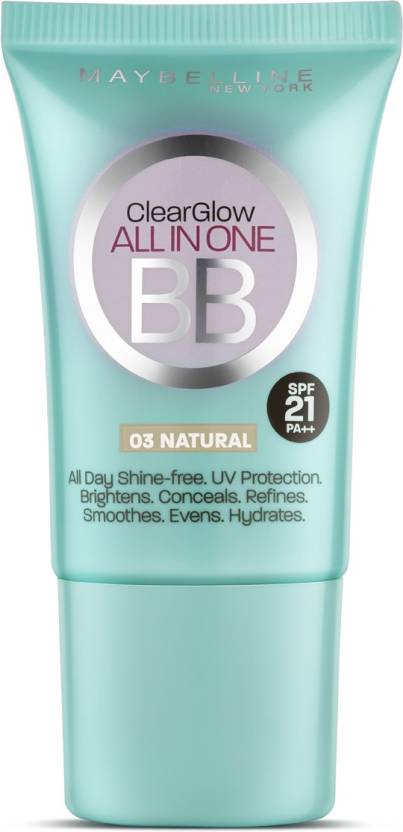 MAYBELLINE
NEW YORK
ClearGlow
ALL IN ONE
BB
SPF
21
PA++
03 NATURAL
All Day Shine-free. UV Protection.
Brightens. Conceals. Refines.
Smoothes. Evens. Hydrates.